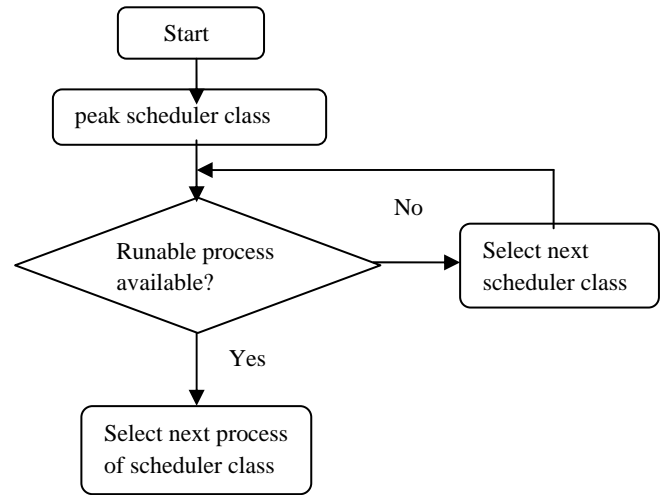 Start
peak scheduler class
No
Runable process
available?
Select next
scheduler class
Yes
Select next process
of scheduler class